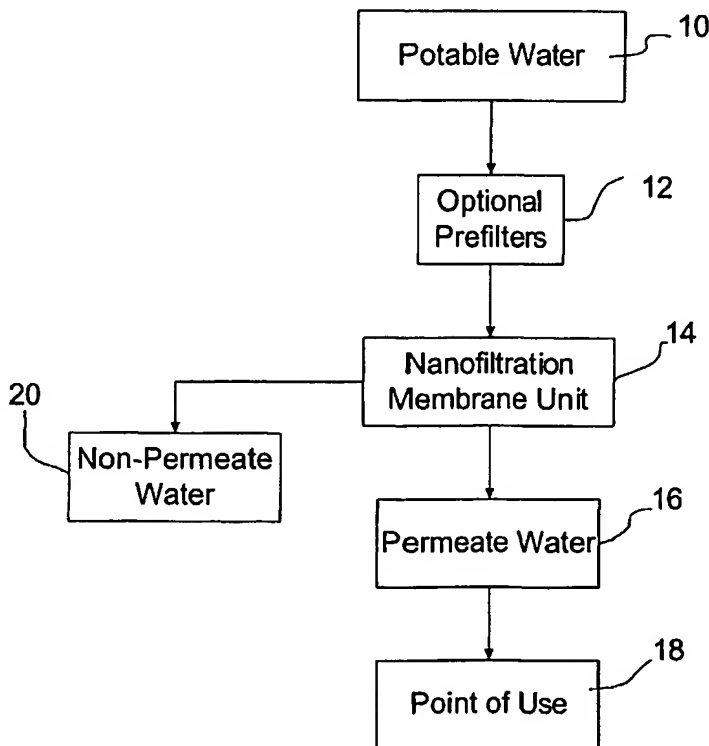 10
Potable Water
12
Optional
Prefilters
14
Nanofiltration
Membrane Unit
20
Non-Permeate
Water
16
Permeate Water
18
Point of Use